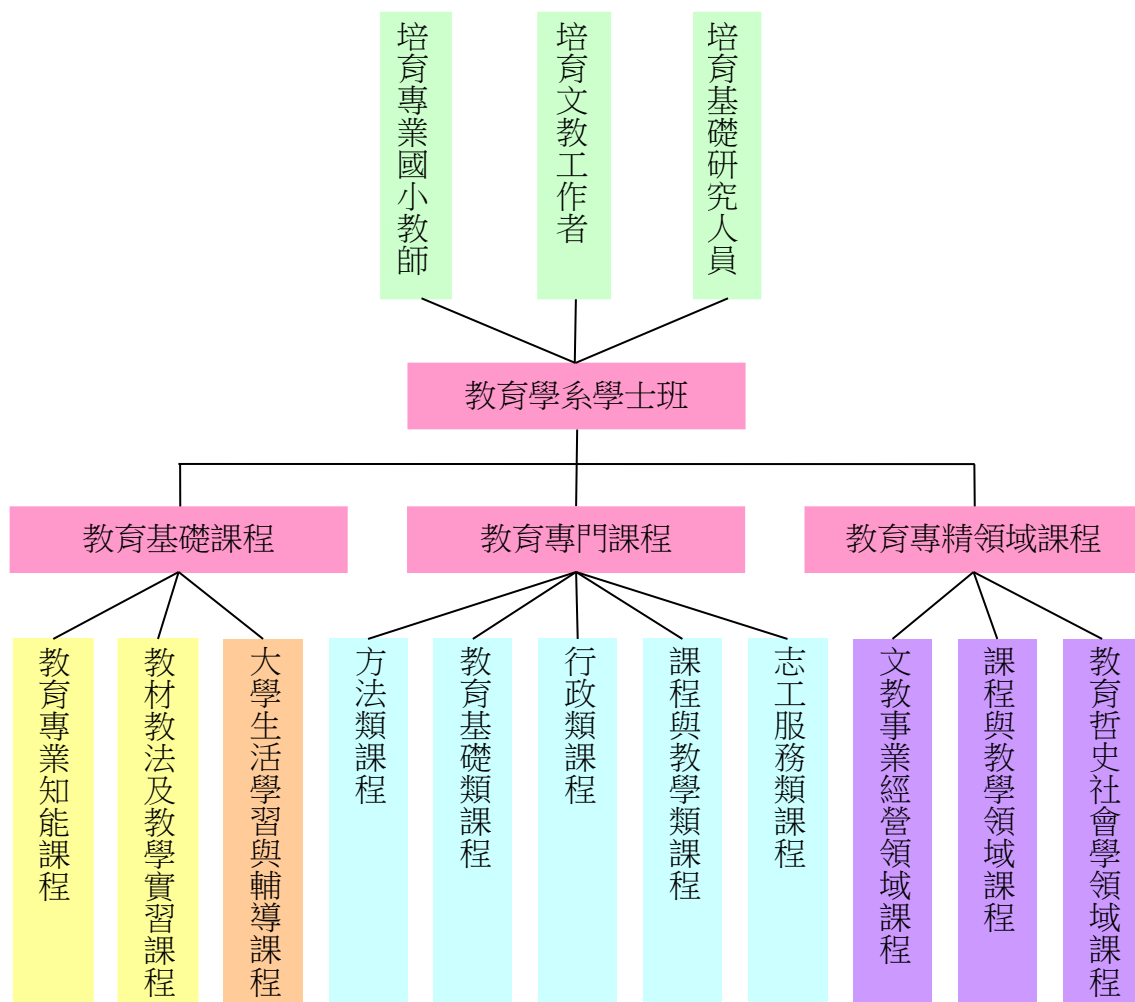 培育專業國小教師
培育文教工作者
培育基礎研究人員
教育學系學士班
教育基礎課程
教育專門課程
教育專精領域課程
教育專業知能課程
教材教法及教學實習課程
大學生活學習與輔導課程
方法類課程
教育基礎類課程
行政類課程
課程與教學類課程
志工服務類課程
文教事業經營領域課程
課程與教學領域課程
教育哲史社會學領域課程